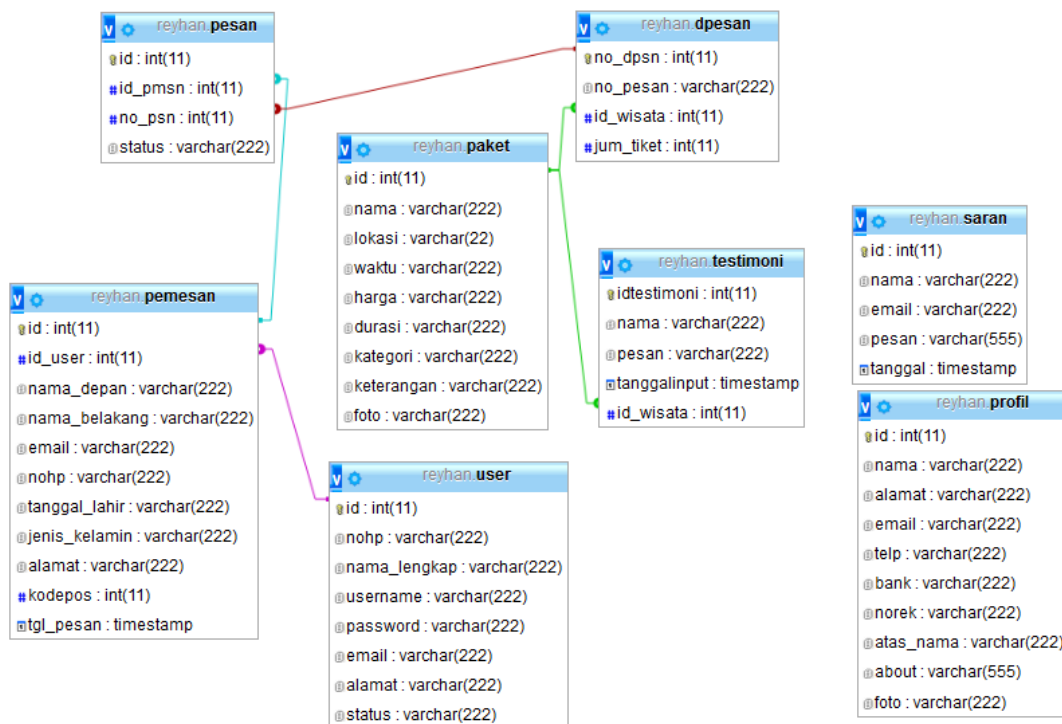 reyhan.pesan
id : int(11)
id_pmsn : int(11)
no_psn : int(11)
status : varchar(222)
reyhan.dpesan
no_dpsn : int(11)
no_pesan : varchar(222)
id_wisata : int(11)
jum_tiket : int(11)
reyhan.paket
id : int(11)
nama : varchar(222)
lokasi : varchar(22)
waktu : varchar(222)
harga : varchar(222)
durasi : varchar(222)
kategori : varchar(222)
keterangan : varchar(222)
foto : varchar(222)
reyhan.testimoni
idtestimoni : int(11)
nama : varchar(222)
pesan : varchar(222)
tanggalinput : timestamp
id_wisata : int(11)
reyhan.saran
id : int(11)
nama : varchar(222)
email : varchar(222)
pesan : varchar(555)
tanggal : timestamp
reyhan.pemesan
id : int(11)
id_user : int(11)
nama_depan : varchar(222)
nama_belakang : varchar(222)
email : varchar(222)
nohp : varchar(222)
tanggal_lahir : varchar(222)
jenis_kelamin : varchar(222)
alamat : varchar(222)
kodepos : int(11)
tgl_pesan : timestamp
reyhan.user
id : int(11)
nohp : varchar(222)
nama_lengkap : varchar(222)
username : varchar(222)
password : varchar(222)
email : varchar(222)
alamat : varchar(222)
status : varchar(222)
reyhan.profil
id : int(11)
nama : varchar(222)
alamat : varchar(222)
email : varchar(222)
telp : varchar(222)
bank : varchar(222)
norek : varchar(222)
atas_nama : varchar(222)
about : varchar(555)
foto : varchar(222)